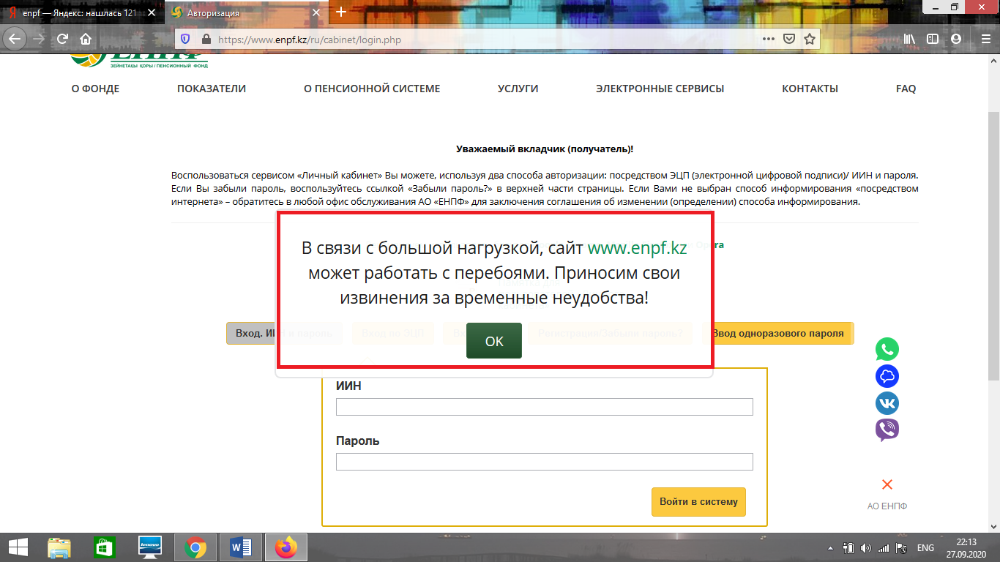 enpf — Яндекс: нашлась 121
Авторизация
https://www.enpf.kz/ru/cabinet/login.php
ЕНПФ
ЗЕЙНЕТАҚЫ ҚОРЫ / ПЕНСИОННЫЙ ФОНД
О ФОНДЕ ПОКАЗАТЕЛИ О ПЕНСИОННОЙ СИСТЕМЕ УСЛУГИ ЭЛЕКТРОННЫЕ СЕРВИСЫ КОНТАКТЫ FAQ
Уважаемый вкладчик (получатель)!
Воспользоваться сервисом «Личный кабинет» Вы можете, используя два способа авторизации: посредством ЭЦП (электронной цифровой подписи)/ ИИН и пароля.
Если Вы забыли пароль, воспользуйтесь ссылкой «Забыли пароль?» в верхней части страницы. Если Вами не выбран способ информирования «посредством
интернета» – обратитесь в любой офис обслуживания АО «ЕНПФ» для заключения соглашения об изменении (определении) способа информирования.
В связи с большой нагрузкой, сайт www.enpf.kz
может работать с перебоями. Приносим свои
извинения за временные неудобства!
Вход. ИИН и пароль Вход по ЭЦП Регистрация/Забыли пароль? Ввод одноразового пароля
OK
ИИН
Пароль
Войти в систему
АО ЕНПФ
lenovo
ENG
22:13
27.09.2020